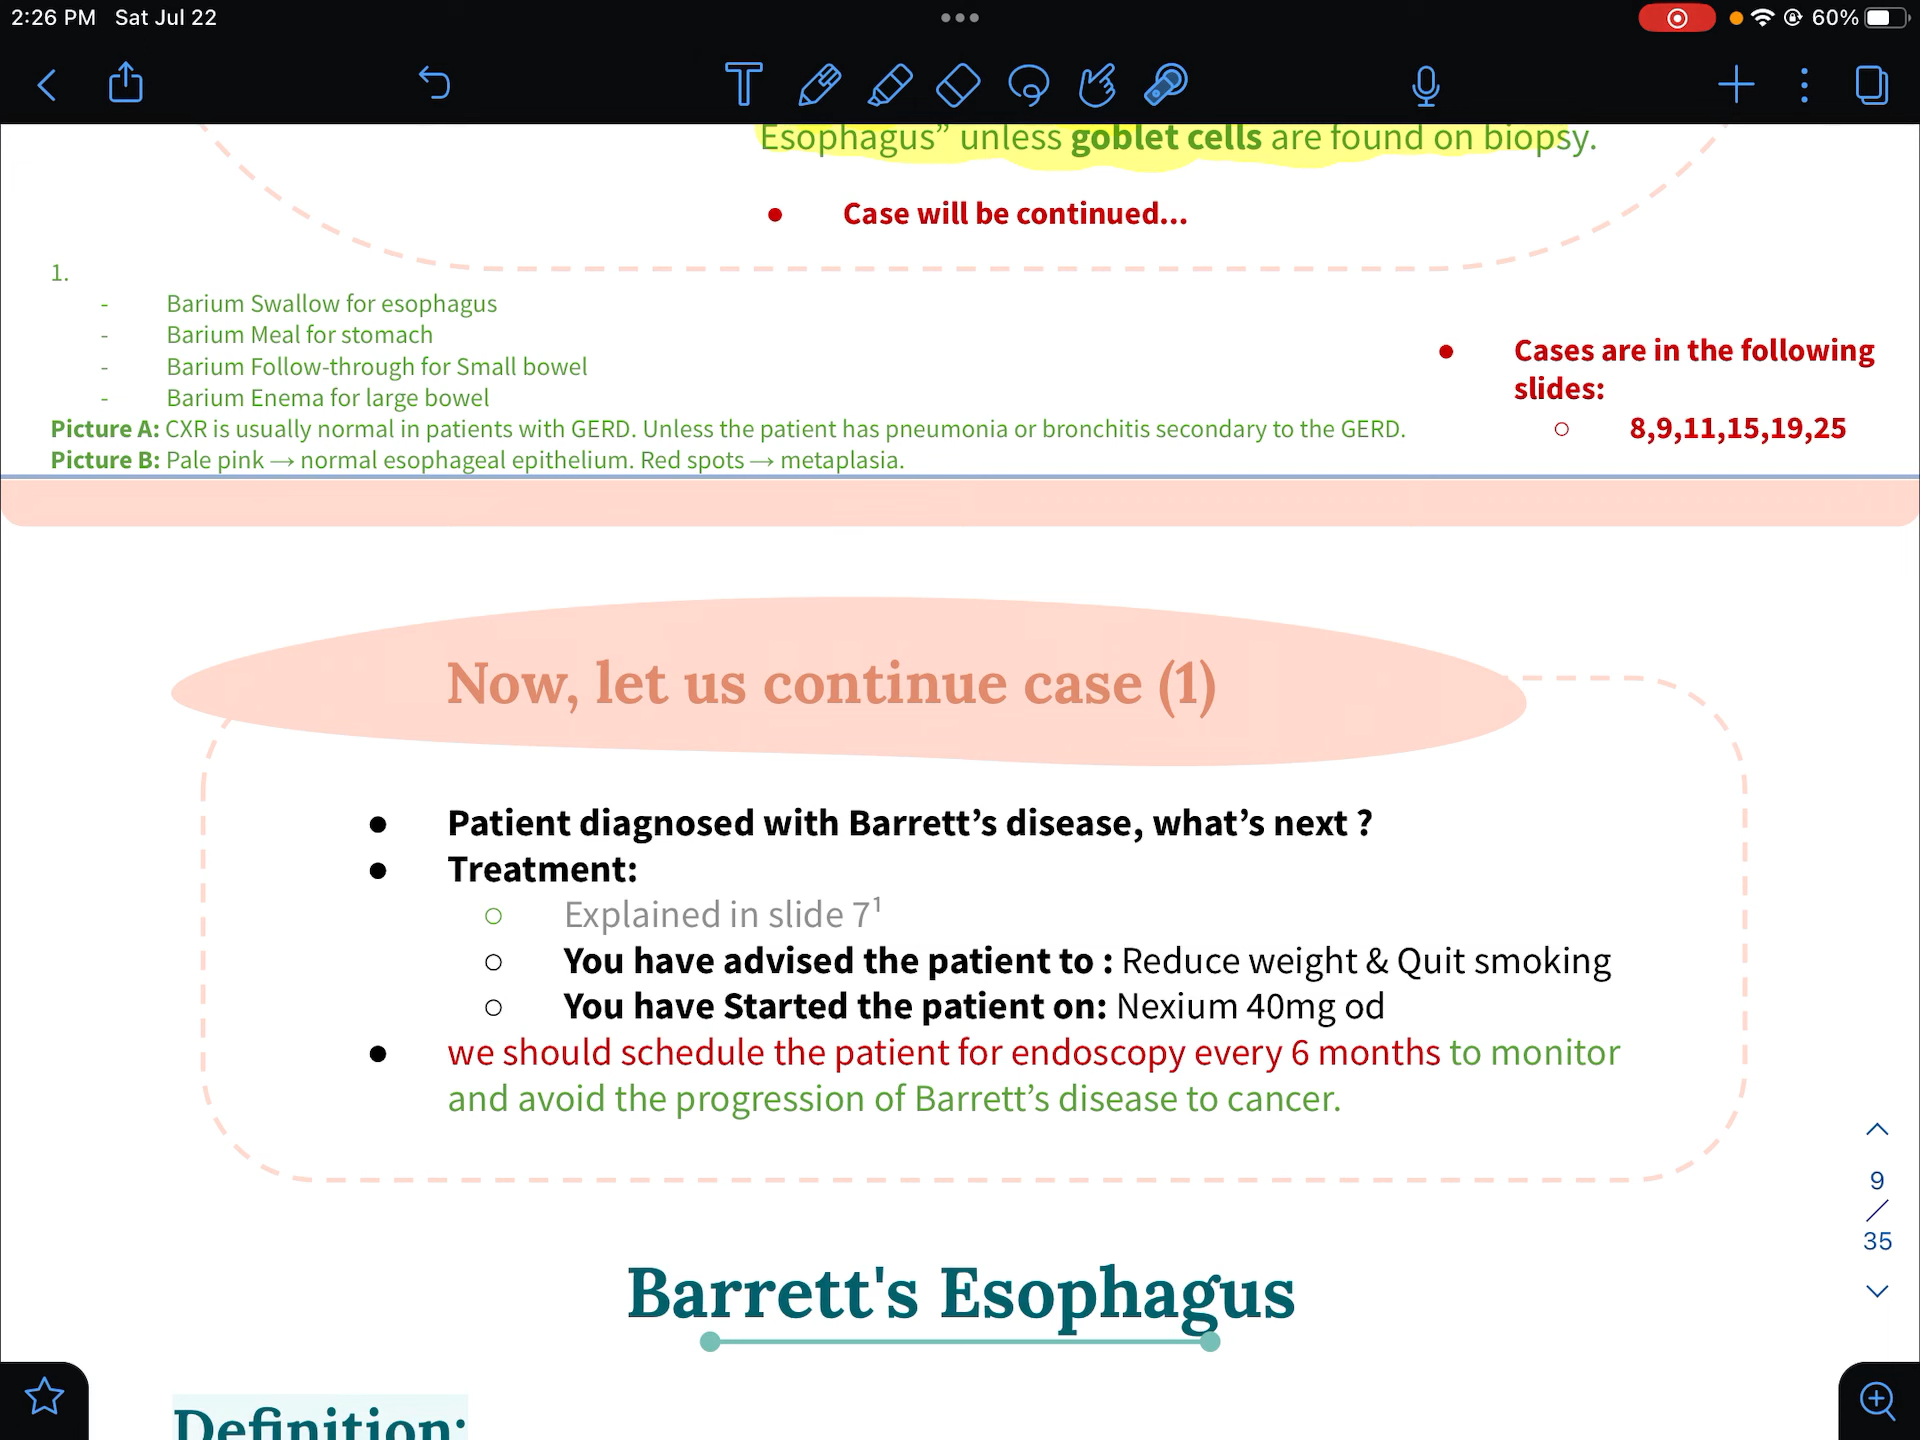 2:26 PM Sat Jul 22
60%
Esophagus” unless goblet cells are found on biopsy.
● Case will be continued...
1.
- Barium Swallow for esophagus
- Barium Meal for stomach
- Barium Follow-through for Small bowel
- Barium Enema for large bowel
Picture A: CXR is usually normal in patients with GERD. Unless the patient has pneumonia or bronchitis secondary to the GERD.
Picture B: Pale pink → normal esophageal epithelium. Red spots → metaplasia.
● Cases are in the following
slides:
○ 8,9,11,15,19,25
Now, let us continue case (1)
● Patient diagnosed with Barrett’s disease, what’s next ?
● Treatment:
○ Explained in slide 7¹
○ You have advised the patient to : Reduce weight & Quit smoking
○ You have Started the patient on: Nexium 40mg od
● we should schedule the patient for endoscopy every 6 months to monitor
and avoid the progression of Barrett’s disease to cancer.
9
/
35
Barrett's Esophagus
Definition: